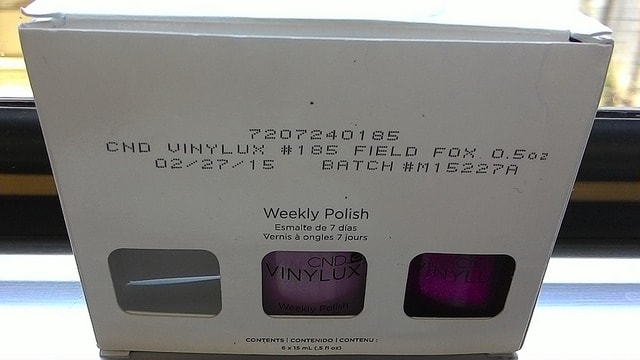 7207240185
CND VINYLUX #185 FIELD FOX 0.5oz
02/27/15 BATCH #M15227A
Weekly Polish
Esmalte de 7 días
Vernis à ongles 7 jours
CND
VINYLUX
Weekly Polish
CONTENTS | CONTENIDO | CONTENU :
6 x 15 mL (.5 fl oz)